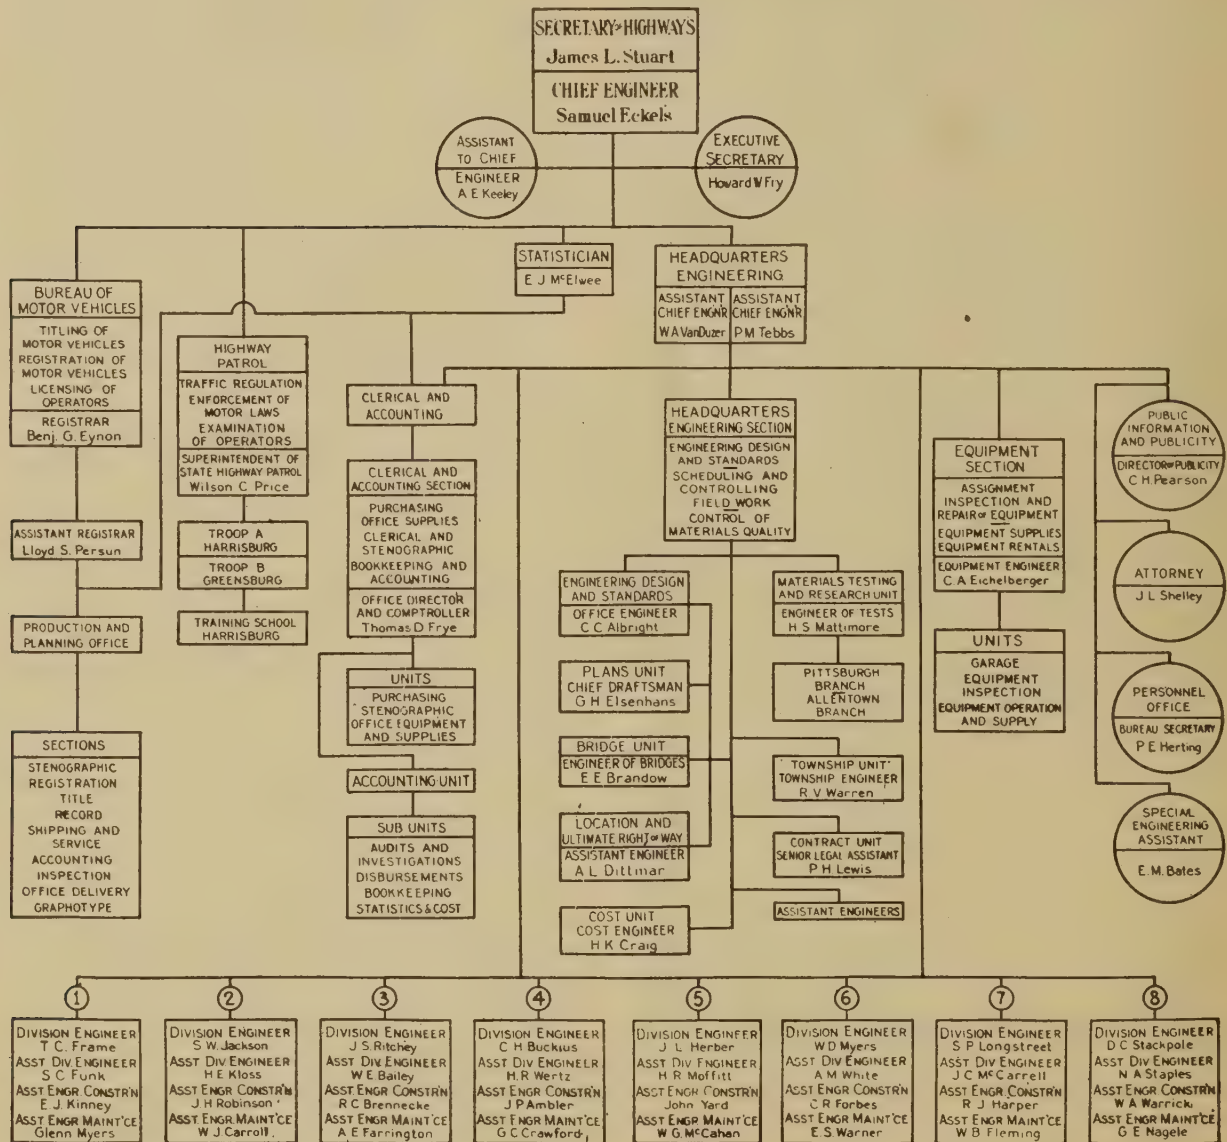 SECRETARY OF HIGHWAYS
James L. Stuart
CHIEF ENGINEER
Samuel Eckels
ASSISTANT
TO CHIEF
ENGINEER
A E Keeley
EXECUTIVE
SECRETARY
Howard W Fry
STATISTICIAN
E J McElwee
HEADQUARTERS
ENGINEERING
ASSISTANT
CHIEF ENGN'R
W A VanDuzer
ASSISTANT
CHIEF ENGN'R
P M Tebbs
BUREAU OF
MOTOR VEHICLES
TITLING OF
MOTOR VEHICLES
REGISTRATION OF
MOTOR VEHICLES
LICENSING OF
OPERATORS
REGISTRAR
Benj. G. Eynon
ASSISTANT REGISTRAR
Lloyd S. Persun
PRODUCTION AND
PLANNING OFFICE
SECTIONS
STENOGRAPHIC
REGISTRATION
TITLE
RECORD
SHIPPING AND
SERVICE
ACCOUNTING
INSPECTION
OFFICE DELIVERY
GRAPHOTYPE
HIGHWAY
PATROL
TRAFFIC REGULATION
ENFORCEMENT OF
MOTOR LAWS
EXAMINATION
OF OPERATORS
SUPERINTENDENT OF
STATE HIGHWAY PATROL
Wilson C Price
TROOP A
HARRISBURG
TROOP B
GREENSBURG
TRAINING SCHOOL
HARRISBURG
CLERICAL AND
ACCOUNTING
CLERICAL AND
ACCOUNTING SECTION
PURCHASING
OFFICE SUPPLIES
CLERICAL AND
STENOGRAPHIC
BOOKKEEPING AND
ACCOUNTING
OFFICE DIRECTOR
AND COMPTROLLER
Thomas D Frye
UNITS
PURCHASING
STENOGRAPHIC
OFFICE EQUIPMENT
AND SUPPLIES
ACCOUNTING UNIT
SUB UNITS
AUDITS AND
INVESTIGATIONS
DISBURSEMENTS
BOOKKEEPING
STATISTICS & COST
HEADQUARTERS
ENGINEERING SECTION
ENGINEERING DESIGN
AND STANDARDS
SCHEDULING AND
CONTROLLING
FIELD WORK
CONTROL OF
MATERIALS QUALITY
ENGINEERING DESIGN
AND STANDARDS
OFFICE ENGINEER
C C Albright
PLANS UNIT
CHIEF DRAFTSMAN
G H Elsenhans
BRIDGE UNIT
ENGINEER OF BRIDGES
E E Brandow
LOCATION AND
ULTIMATE RIGHT OF WAY
ASSISTANT ENGINEER
A L Dittmar
COST UNIT
COST ENGINEER
H K Craig
MATERIALS TESTING
AND RESEARCH UNIT
ENGINEER OF TESTS
H S Mattimore
PITTSBURGH
BRANCH
ALLENTOWN
BRANCH
TOWNSHIP UNIT
TOWNSHIP ENGINEER
R V Warren
CONTRACT UNIT
SENIOR LEGAL ASSISTANT
P H Lewis
ASSISTANT ENGINEERS
EQUIPMENT
SECTION
ASSIGNMENT
INSPECTION AND
REPAIR OF EQUIPMENT
EQUIPMENT SUPPLIES
EQUIPMENT RENTALS
EQUIPMENT ENGINEER
C A Eichelberger
UNITS
GARAGE
EQUIPMENT
INSPECTION
EQUIPMENT OPERATION
AND SUPPLY
PUBLIC
INFORMATION
AND PUBLICITY
DIRECTOR OF PUBLICITY
C H Pearson
ATTORNEY
J L Shelley
PERSONNEL
OFFICE
BUREAU SECRETARY
P E Herting
SPECIAL
ENGINEERING
ASSISTANT
E. M. Bates
1
DIVISION ENGINEER
T C. Frame
ASST DIV. ENGINEER
S C Funk
ASST ENGR. CONSTR'N
E J. Kinney
ASST ENGR MAINT'CE
Glenn Myers
2
DIVISION ENGINEER
S W. Jackson
ASST DIV ENGINEER
H E Kloss
ASST ENGR CONSTR'N
J H Robinson
ASST ENGR. MAINT'CE
W J. Carroll
3
DIVISION ENGINEER
J S. Ritchey
ASST DIV. ENGINEER
W E. Bailey
ASST ENGR. CONSTR'N
R C Brennecke
ASST ENGR MAINT'CE
A E Farrington
4
DIVISION ENGINEER
C H Buckius
ASST DIV ENGINEER
H. R Wertz
ASST ENGR CONSTR'N
J. P Ambler
ASST ENGR MAINT'CE
G C Crawford
5
DIVISION ENGINEER
J L Herber
ASST DIV ENGINEER
H R Moffitt
ASST ENGR CONSTR'N
John Yard
ASST ENGR MAINT'CE
W G. McCahan
6
DIVISION ENGINEER
W D Myers
ASST DIV ENGINEER
A M White
ASST ENGR CONSTR'N
C R Forbes
ASST ENGR MAINT'CE
E. S. Warner
7
DIVISION ENGINEER
S P Longstreet
ASST DIV ENGINEER
J C McCarrell
ASST ENGR. CONSTR'N
R J Harper
ASST ENGR MAINT'CE
W B Fleming
8
DIVISION ENGINEER
D C Stackpole
ASST DIV ENGINEER
N A Staples
ASST ENGR CONSTR'N
W A Warrick
ASST ENGR MAINT'CE
G E Nagele